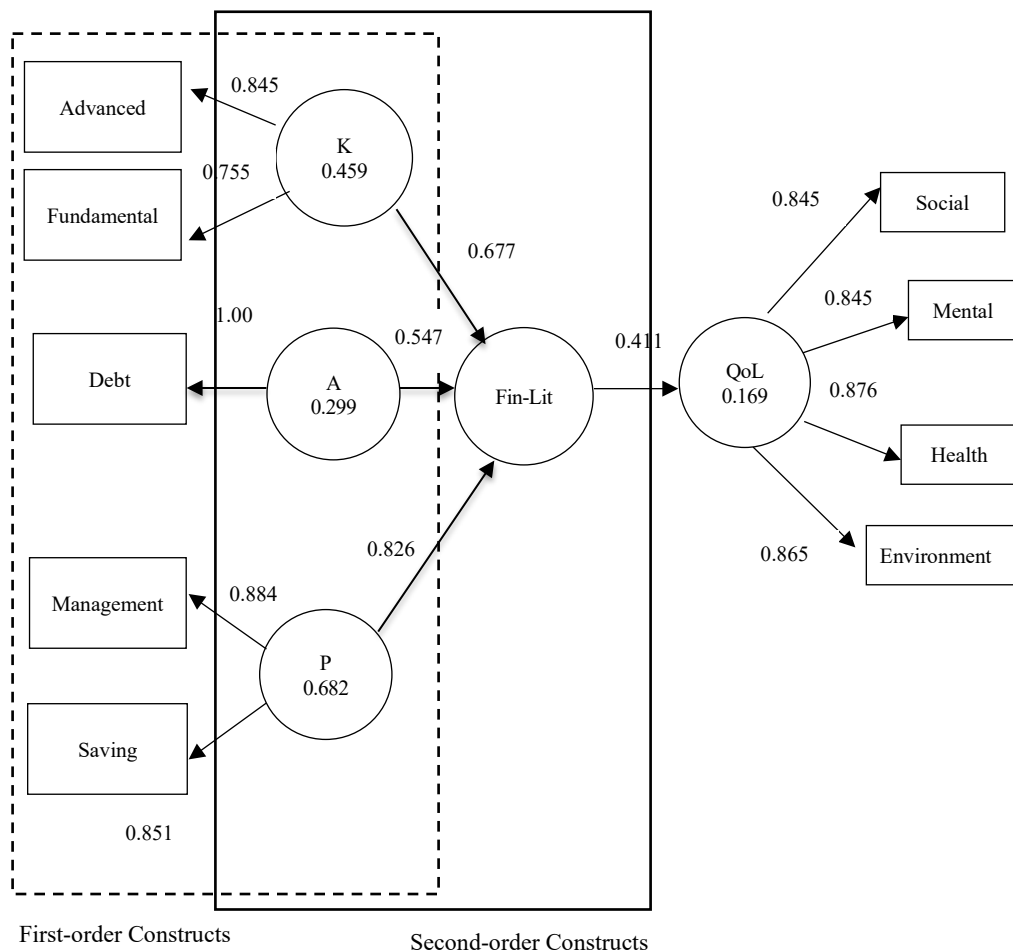 0.845
Advanced
K
0.459
0.755
Fundamental
0.845
Social
0.677
1.00
0.547
0.411
0.845
Mental
Debt
A
0.299
Fin-Lit
QoL
0.169
0.876
Health
0.826
0.865
Environment
Management
0.884
P
0.682
Saving
0.851
First-order Constructs
Second-order Constructs